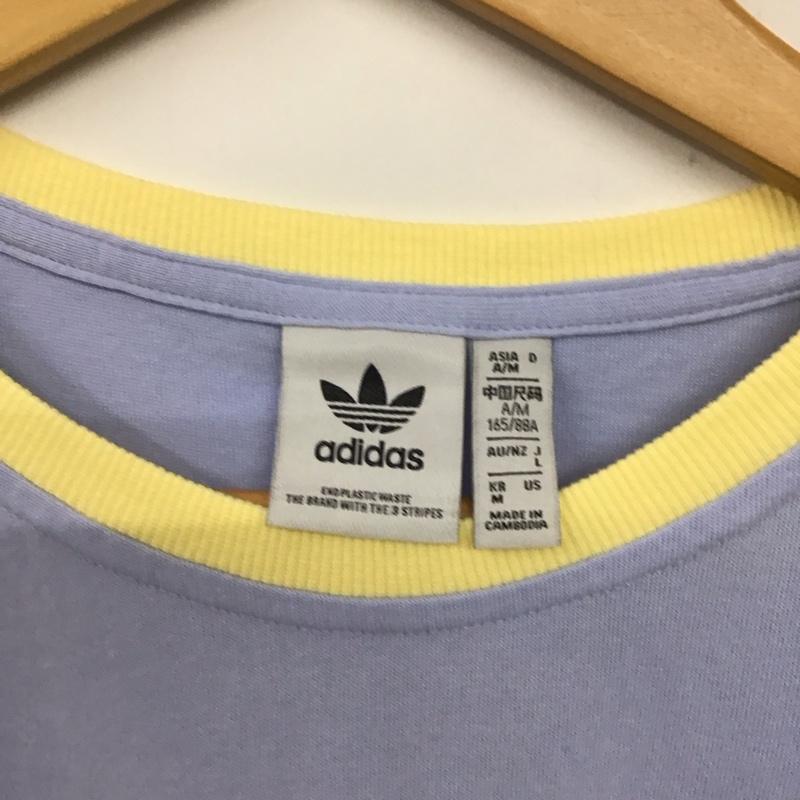 adidas
END PLASTIC WASTE
THE BRAND WITH THE 3 STRIPES
ASIA D
A/M
中国尺码
A/M
165/88A
AU/NZ J
L
KR US
M
MADE IN
CAMBODIA